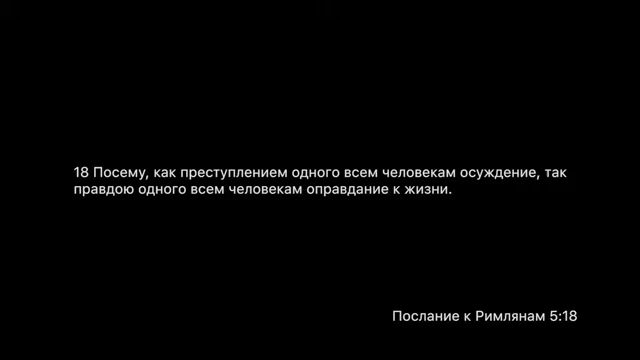 18 Посему, как преступлением одного всем человекам осуждение, так
правдою одного всем человекам оправдание к жизни.
Послание к Римлянам 5:18